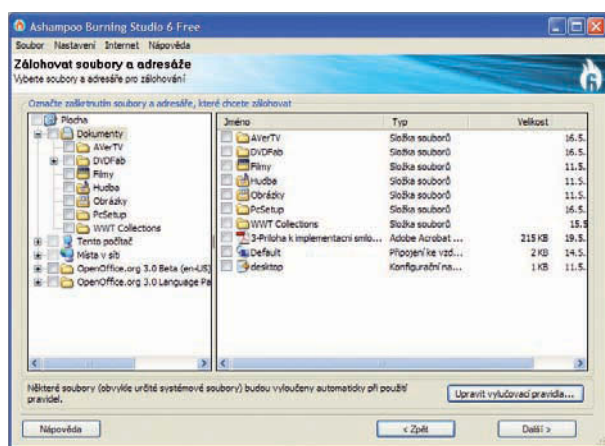 Ashampoo Burning Studio 6 Free
Soubor Nastavení Internet Nápověda
Zálohovat soubory a adresáře
Vyberte soubory a adresáře pro zálohování
6
Označte zaškrtnutím soubory a adresáře, které chcete zálohovat
Plocha
Dokumenty
AVerTV
DVDFab
Filmy
Hudba
Obrázky
PcSetup
WWT Collections
Tento počítač
Místa v síti
OpenOffice.org 3.0 Beta (en-US)
OpenOffice.org 3.0 Language Pa
Jméno Typ Velikost
AVerTV Složka souborů 16.5.
DVDFab Složka souborů 16.5.
Filmy Složka souborů 11.5.
Hudba Složka souborů 11.5.
Obrázky Složka souborů 11.5.
PcSetup Složka souborů 16.5.
WWT Collections Složka souborů 15.5
3-Priloha k implementacni smlo... Adobe Acrobat ... 215 KB 19.5.
Default Připojení ke vzd... 2 KB 14.5.
desktop Konfigurační na... 1 KB 11.5.
Některé soubory (obvykle určité systémové soubory) budou vyloučeny automaticky při použití
pravidel.
Upravit vylučovací pravidla...
Nápověda < Zpět Další >